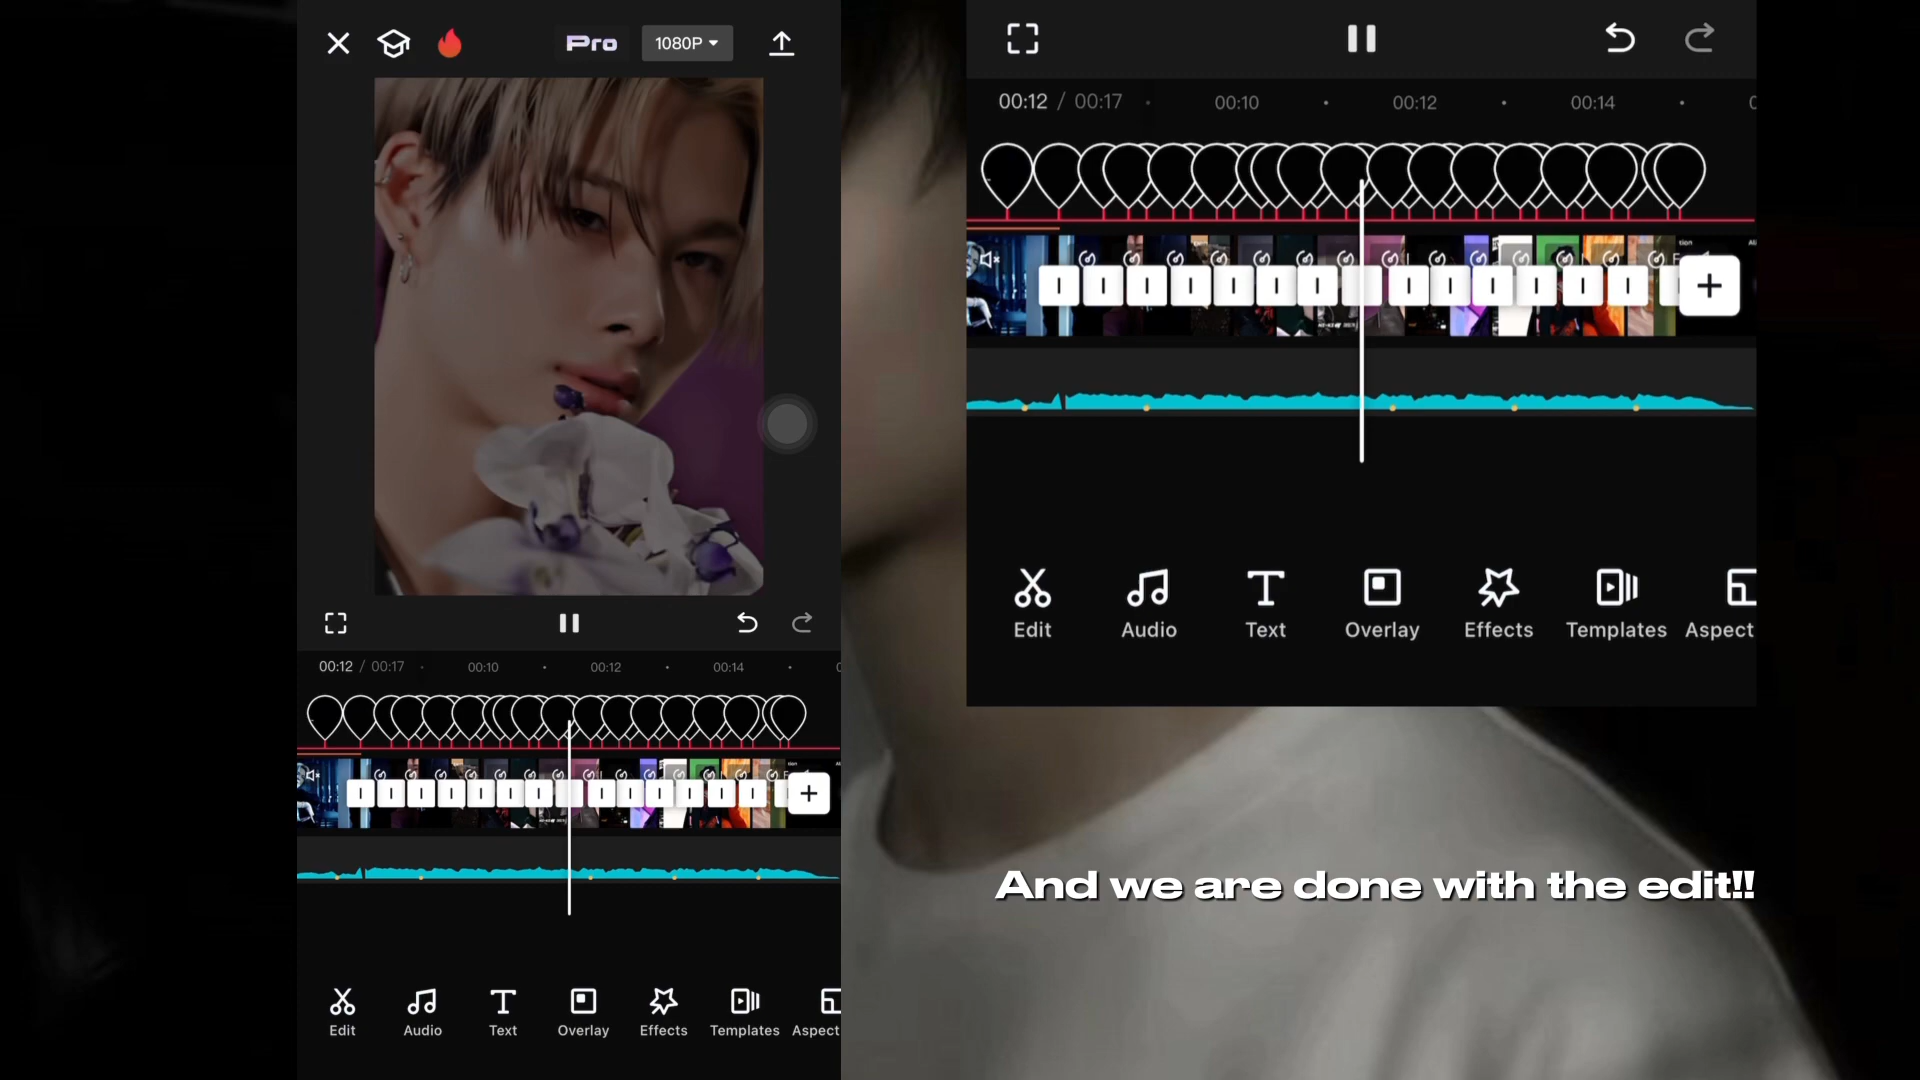 Pro 1080P
00:12 / 00:17 00:10 00:12 00:14
Edit Audio Text Overlay Effects Templates Aspect
00:12 / 00:17 00:10 00:12 00:14
tion
Edit Audio Text Overlay Effects Templates Aspect
And we are done with the edit!!